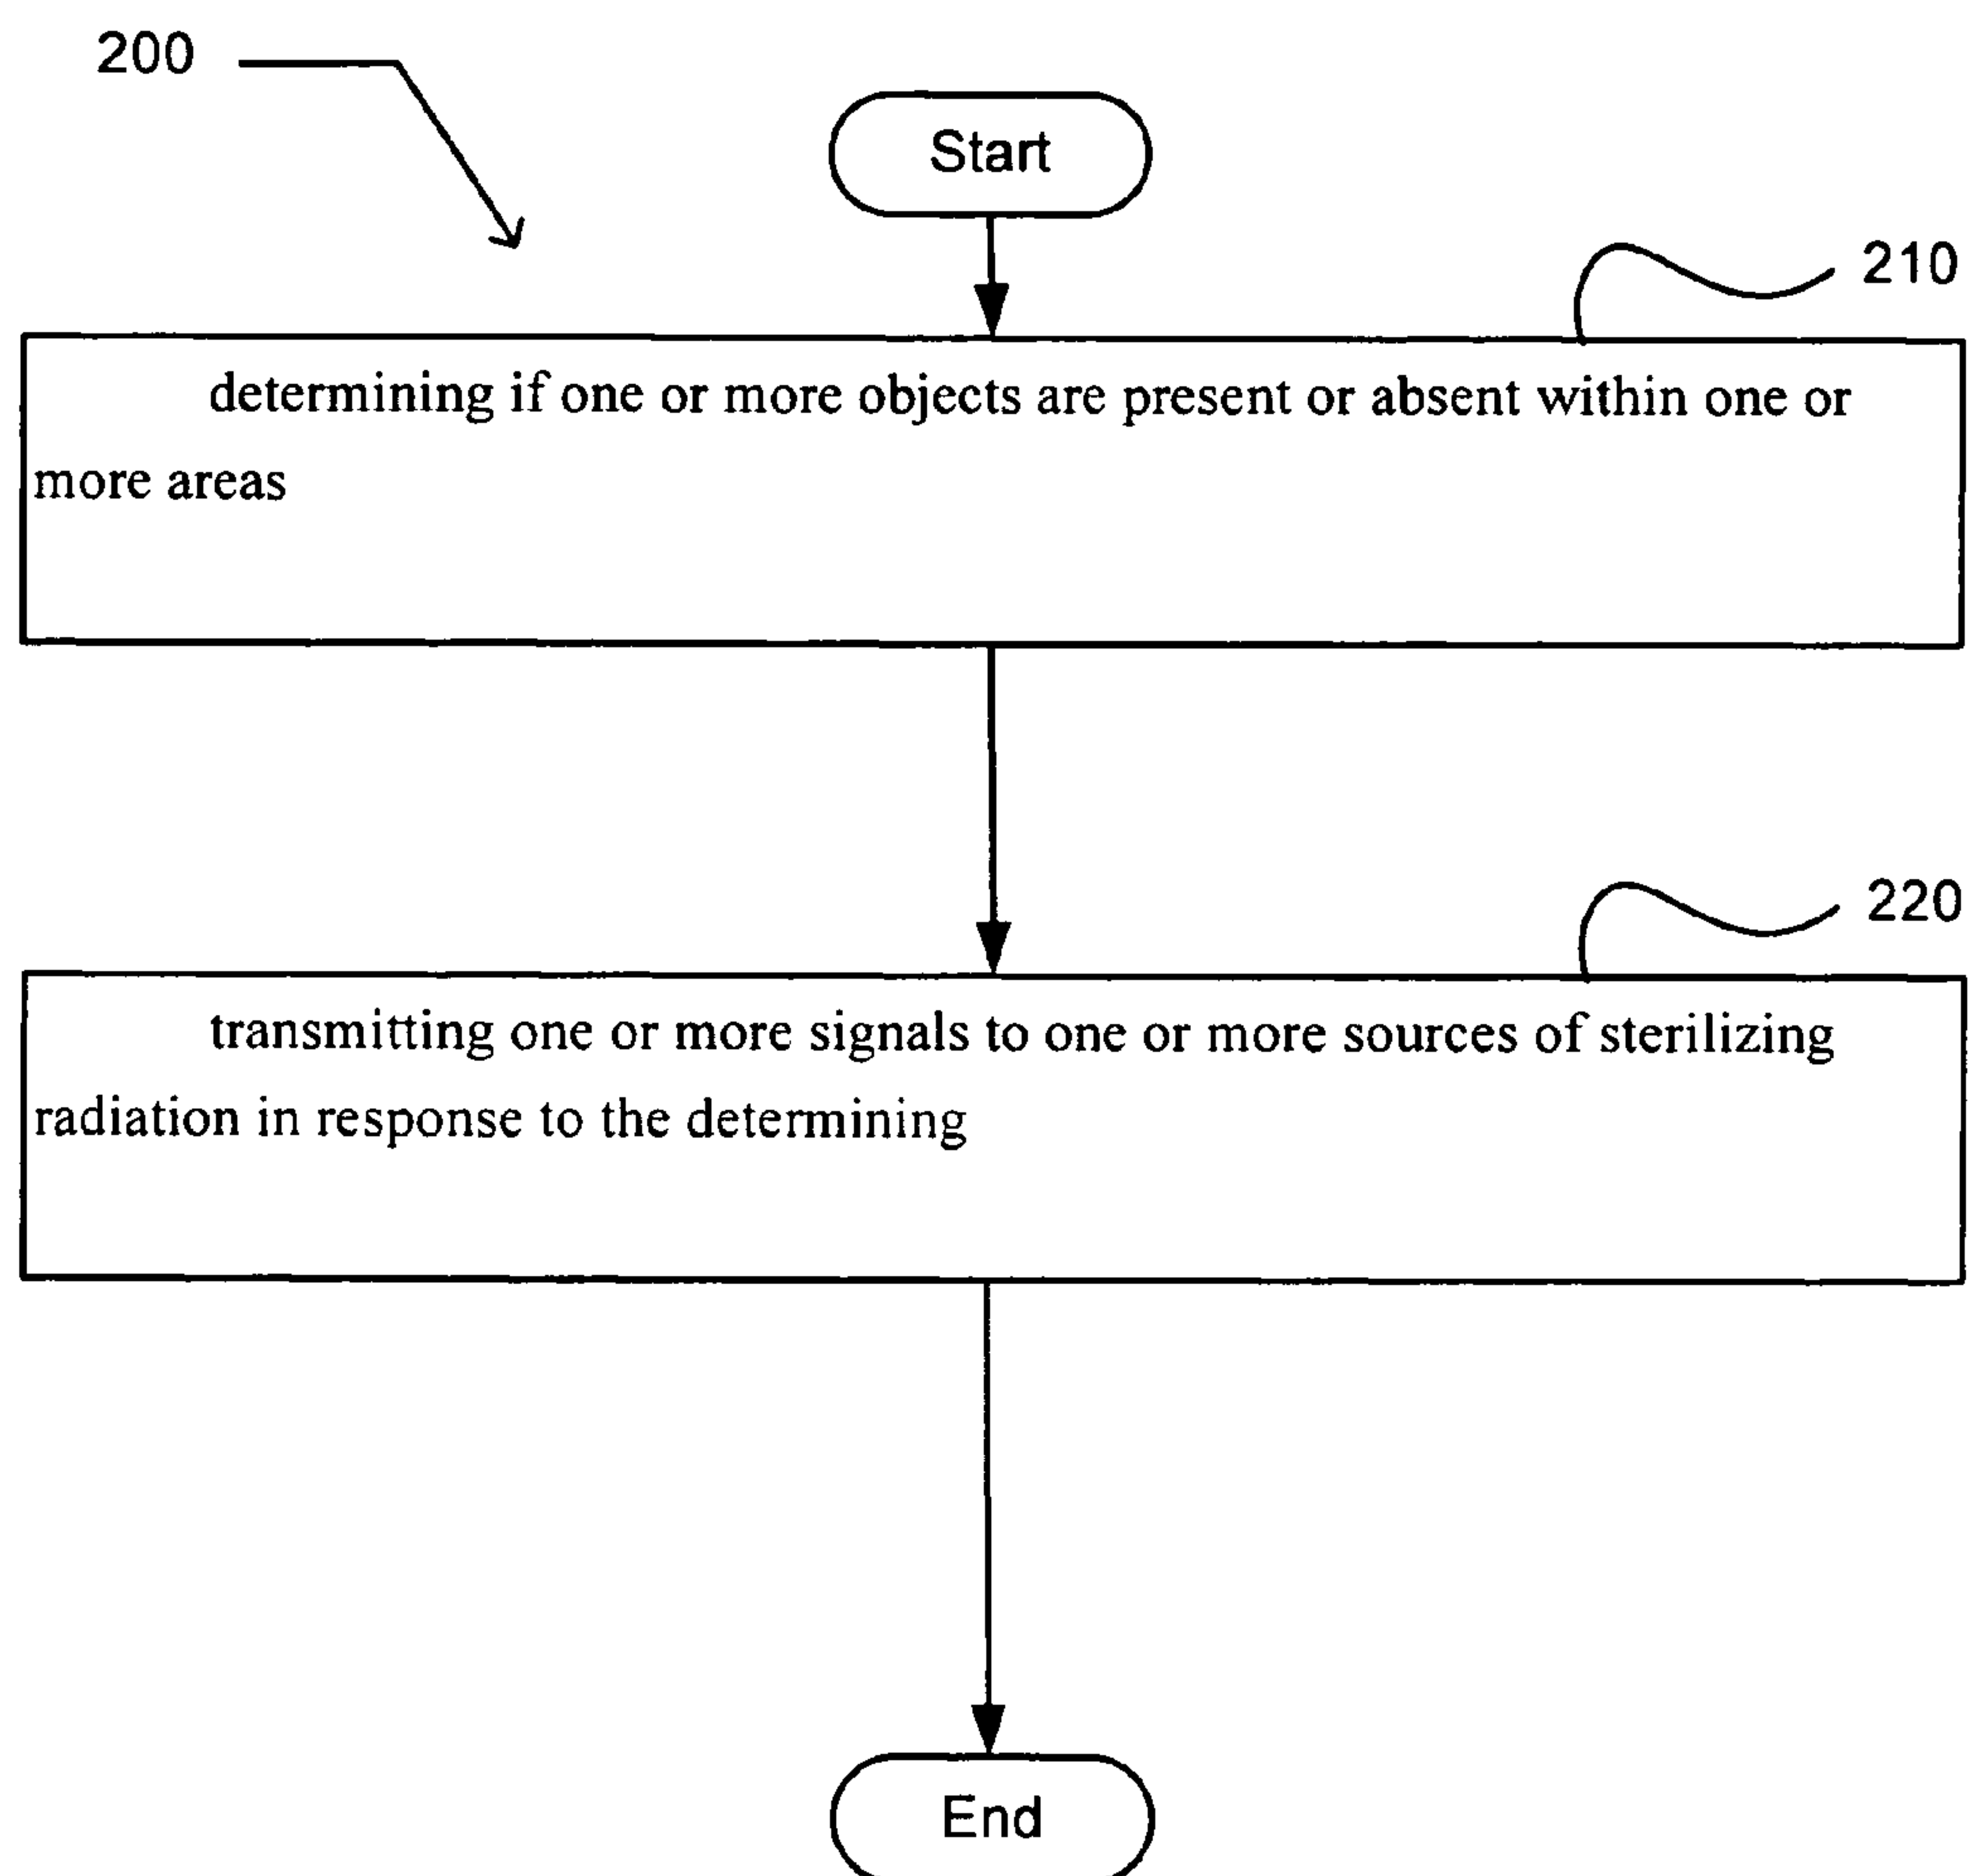 200
Start
210
determining if one or more objects are present or absent within one or
more areas
220
transmitting one or more signals to one or more sources of sterilizing
radiation in response to the determining
End